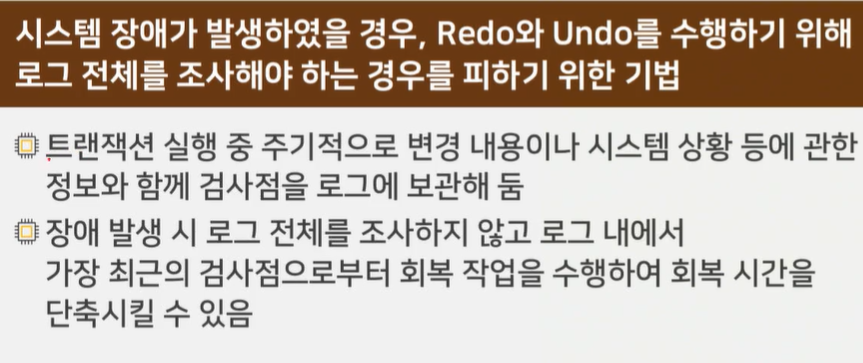 시스템 장애가 발생하였을 경우, Redo와 Undo를 수행하기 위해
로그 전체를 조사해야 하는 경우를 피하기 위한 기법
트랜잭션 실행 중 주기적으로 변경 내용이나 시스템 상황 등에 관한
정보와 함께 검사점을 로그에 보관해 둠
장애 발생 시 로그 전체를 조사하지 않고 로그 내에서
가장 최근의 검사점으로부터 회복 작업을 수행하여 회복 시간을
단축시킬 수 있음